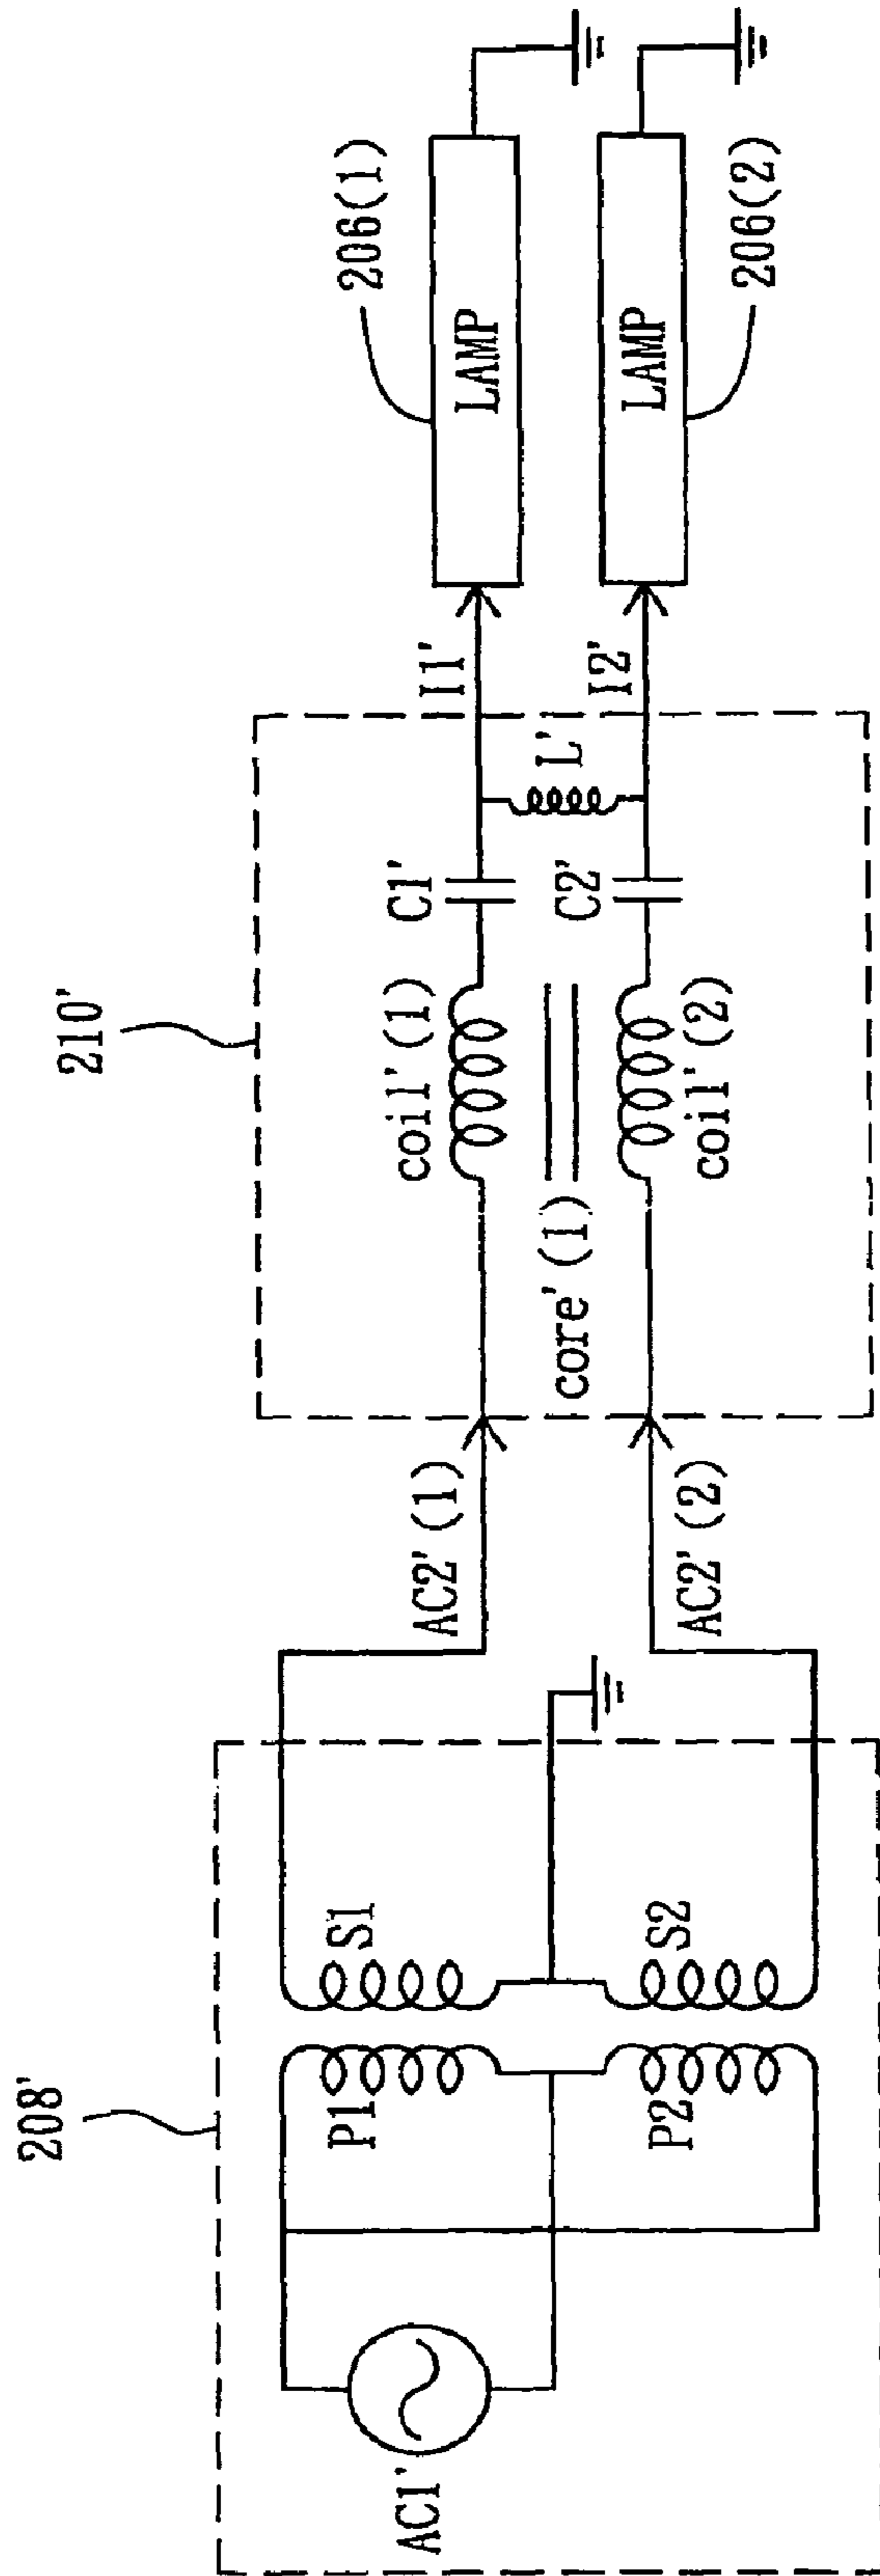 208'
210'
AC1'
P1
S1
P2
S2
AC2'(1)
AC2'(2)
coil'(1)
core'(1)
coil'(2)
C1'
C2'
L'
I1'
I2'
LAMP
206(1)
LAMP
206(2)